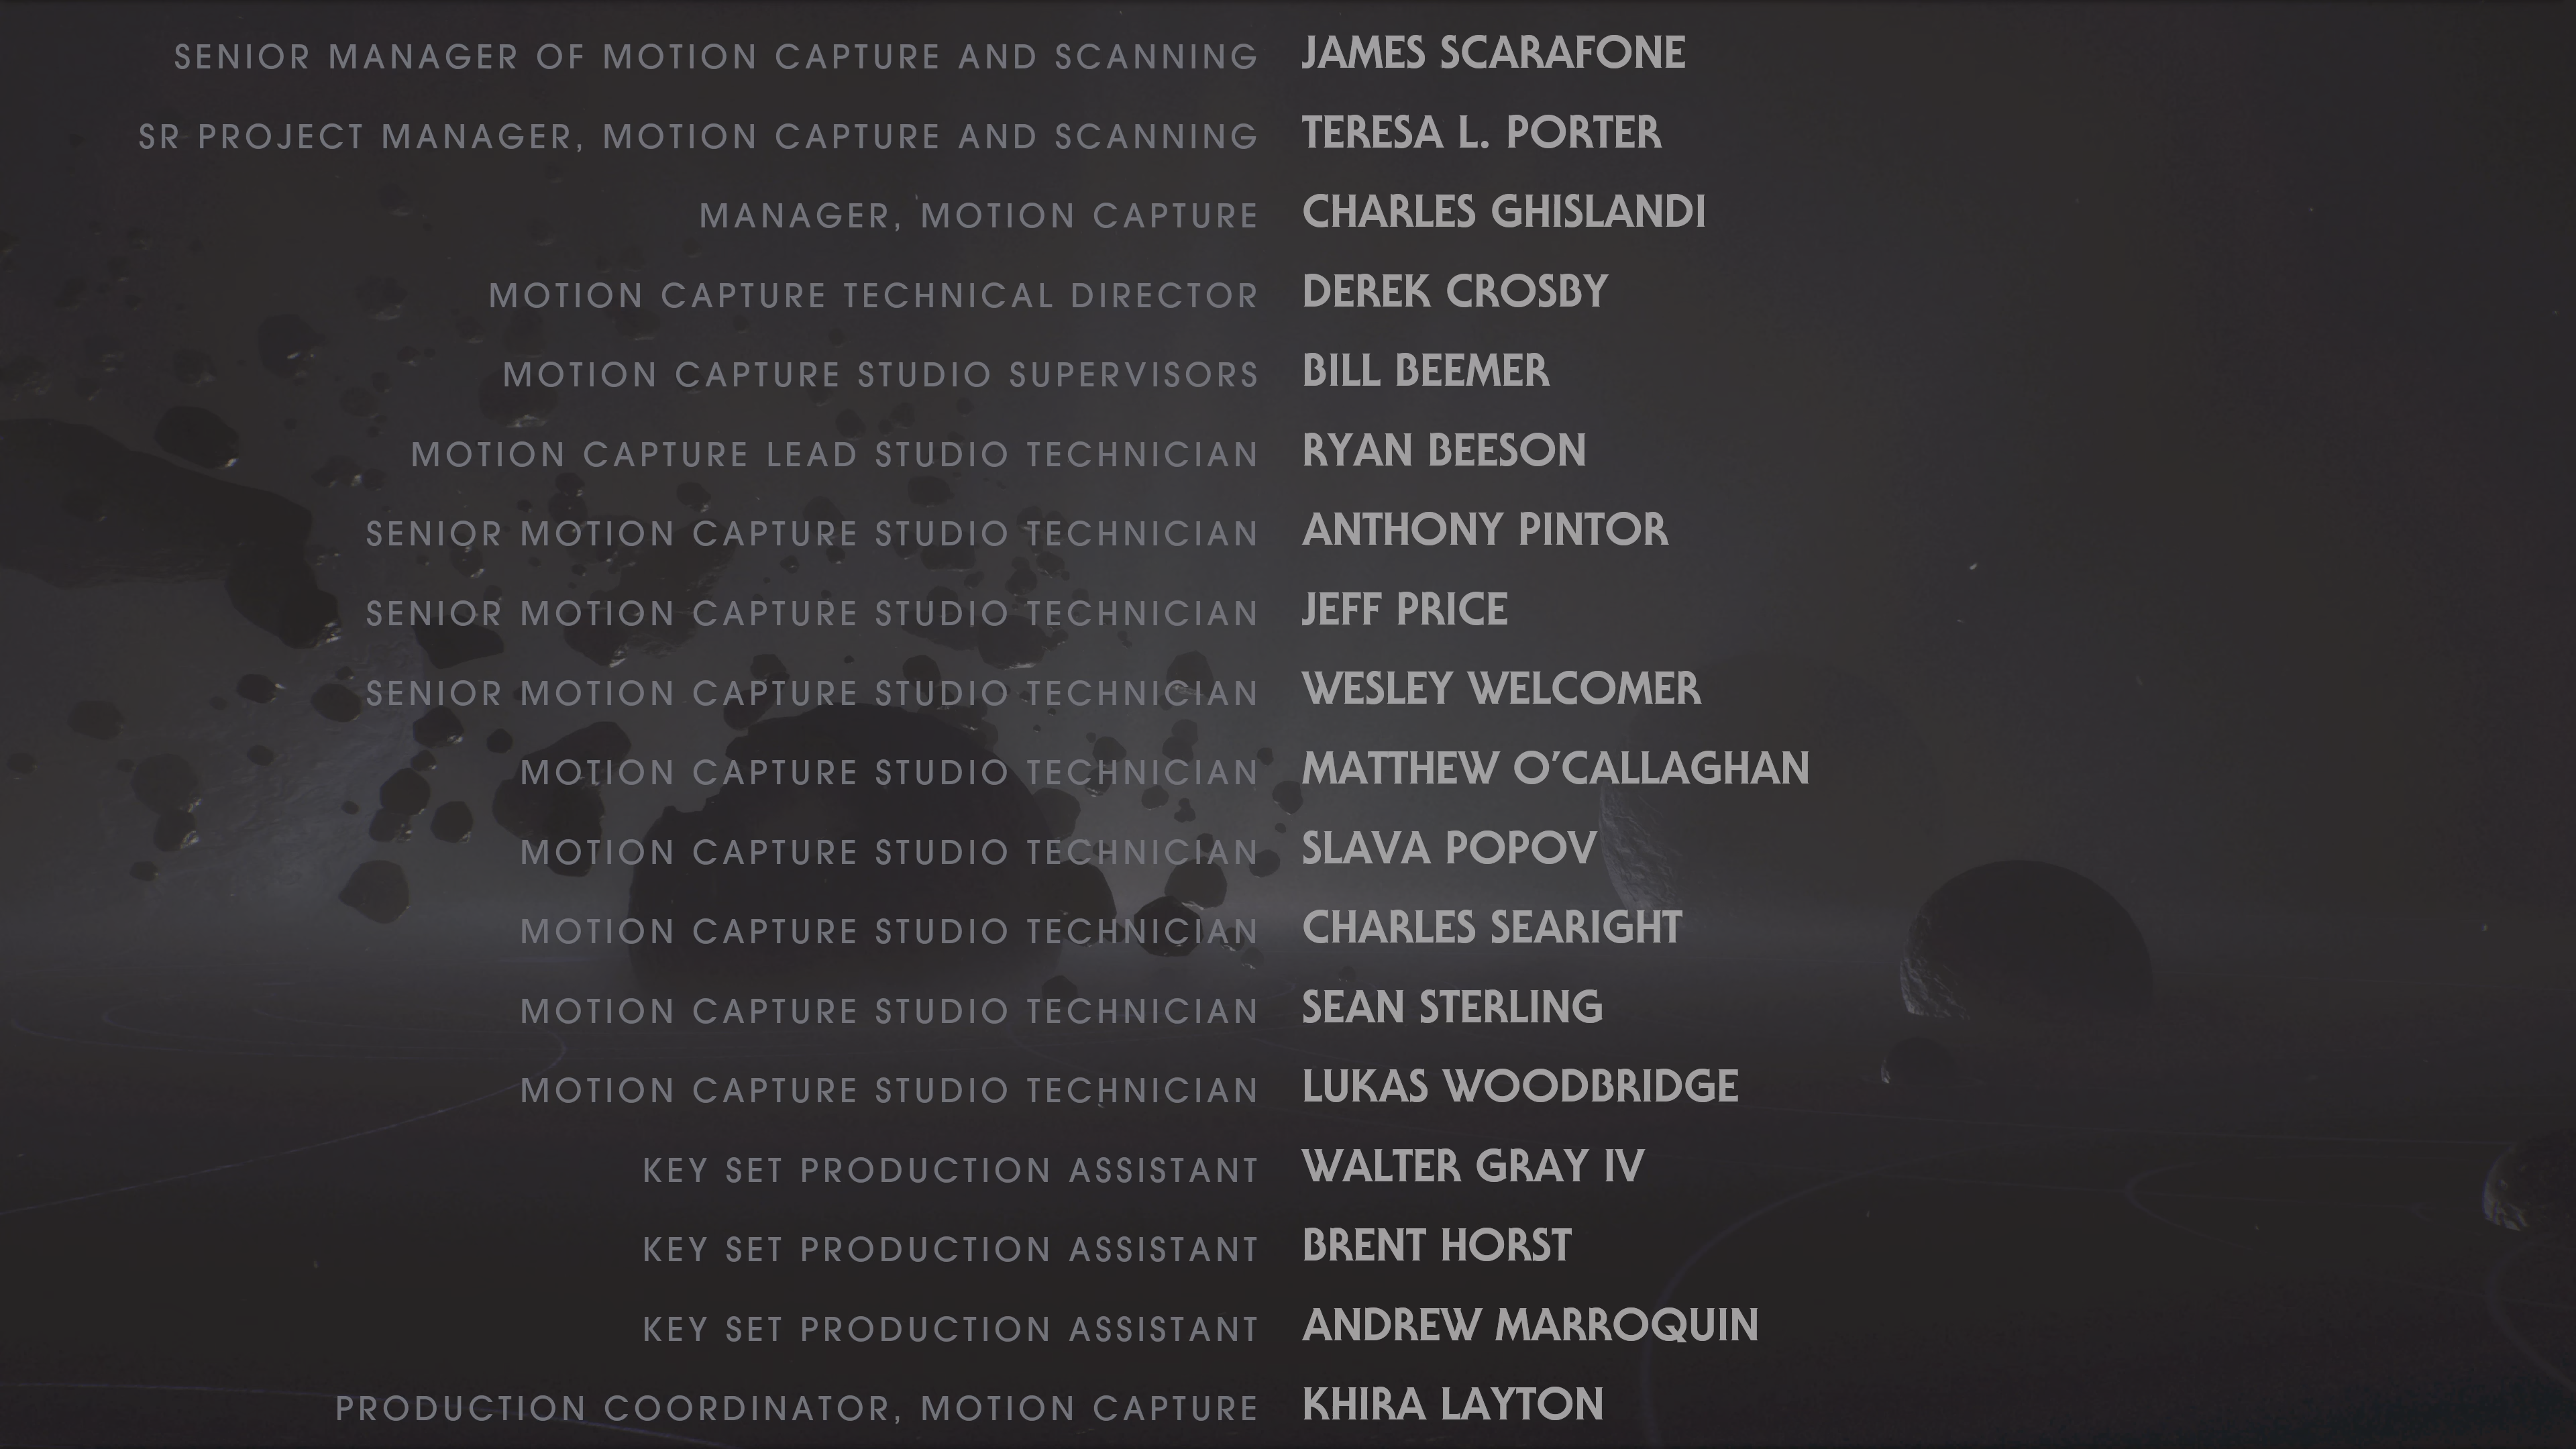 SENIOR MANAGER OF MOTION CAPTURE AND SCANNING JAMES SCARAFONE
SR PROJECT MANAGER, MOTION CAPTURE AND SCANNING TERESA L. PORTER
MANAGER, MOTION CAPTURE CHARLES GHISLANDI
MOTION CAPTURE TECHNICAL DIRECTOR DEREK CROSBY
MOTION CAPTURE STUDIO SUPERVISORS BILL BEEMER
MOTION CAPTURE LEAD STUDIO TECHNICIAN RYAN BEESON
SENIOR MOTION CAPTURE STUDIO TECHNICIAN ANTHONY PINTOR
SENIOR MOTION CAPTURE STUDIO TECHNICIAN JEFF PRICE
SENIOR MOTION CAPTURE STUDIO TECHNICIAN WESLEY WELCOMER
MOTION CAPTURE STUDIO TECHNICIAN MATTHEW O'CALLAGHAN
MOTION CAPTURE STUDIO TECHNICIAN SLAVA POPOV
MOTION CAPTURE STUDIO TECHNICIAN CHARLES SEARIGHT
MOTION CAPTURE STUDIO TECHNICIAN SEAN STERLING
MOTION CAPTURE STUDIO TECHNICIAN LUKAS WOODBRIDGE
KEY SET PRODUCTION ASSISTANT WALTER GRAY IV
KEY SET PRODUCTION ASSISTANT BRENT HORST
KEY SET PRODUCTION ASSISTANT ANDREW MARROQUIN
PRODUCTION COORDINATOR, MOTION CAPTURE KHIRA LAYTON